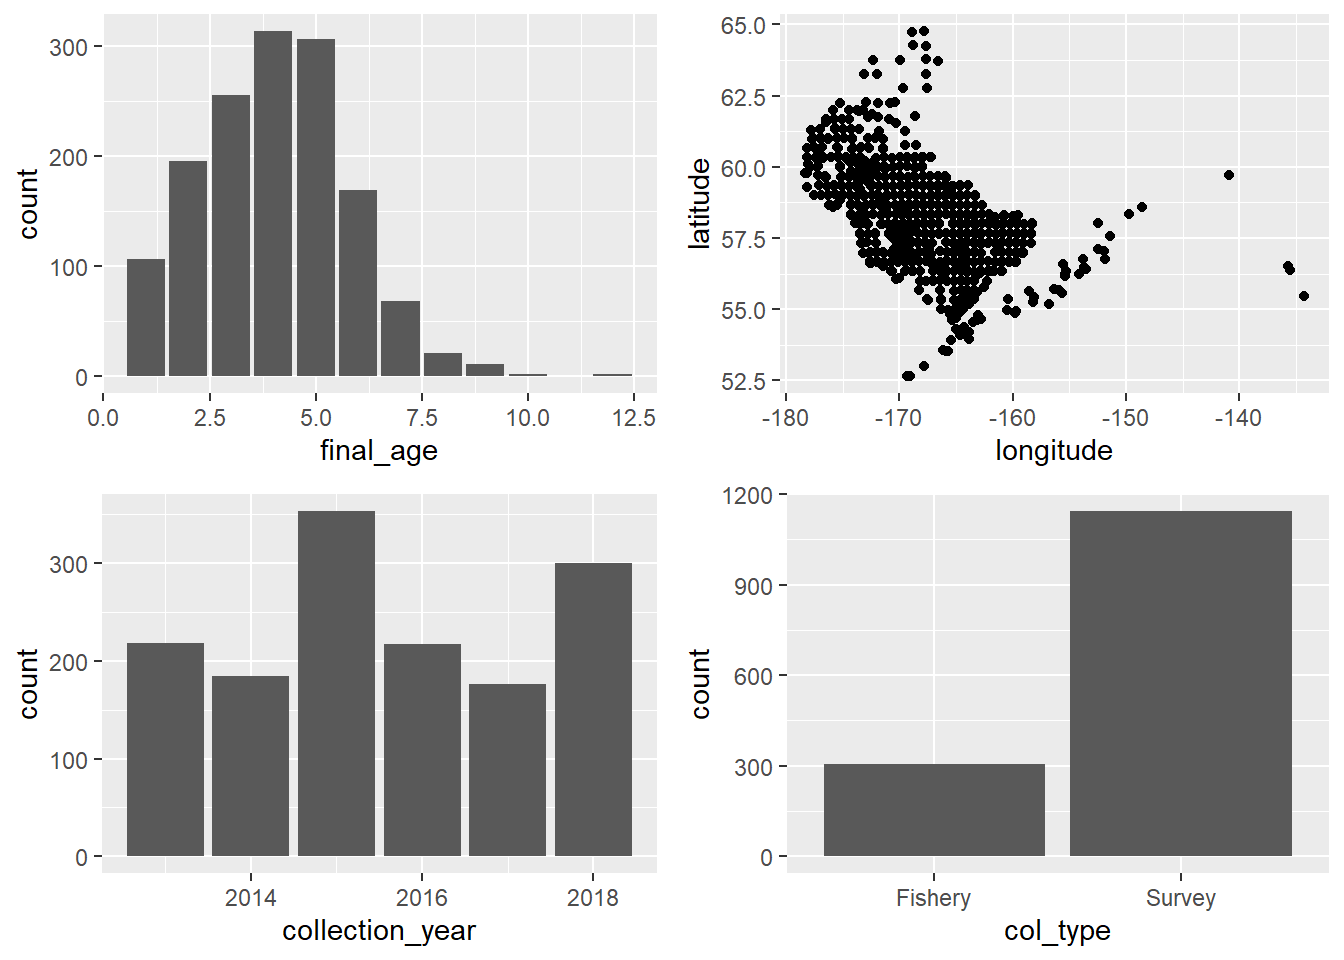 count
300
200
100
0
0.0 2.5 5.0 7.5 10.0 12.5
final_age
latitude
65.0
62.5
60.0
57.5
55.0
52.5
-180 -170 -160 -150 -140
longitude
count
300
200
100
0
2014 2016 2018
collection_year
count
1200
900
600
300
0
Fishery Survey
col_type